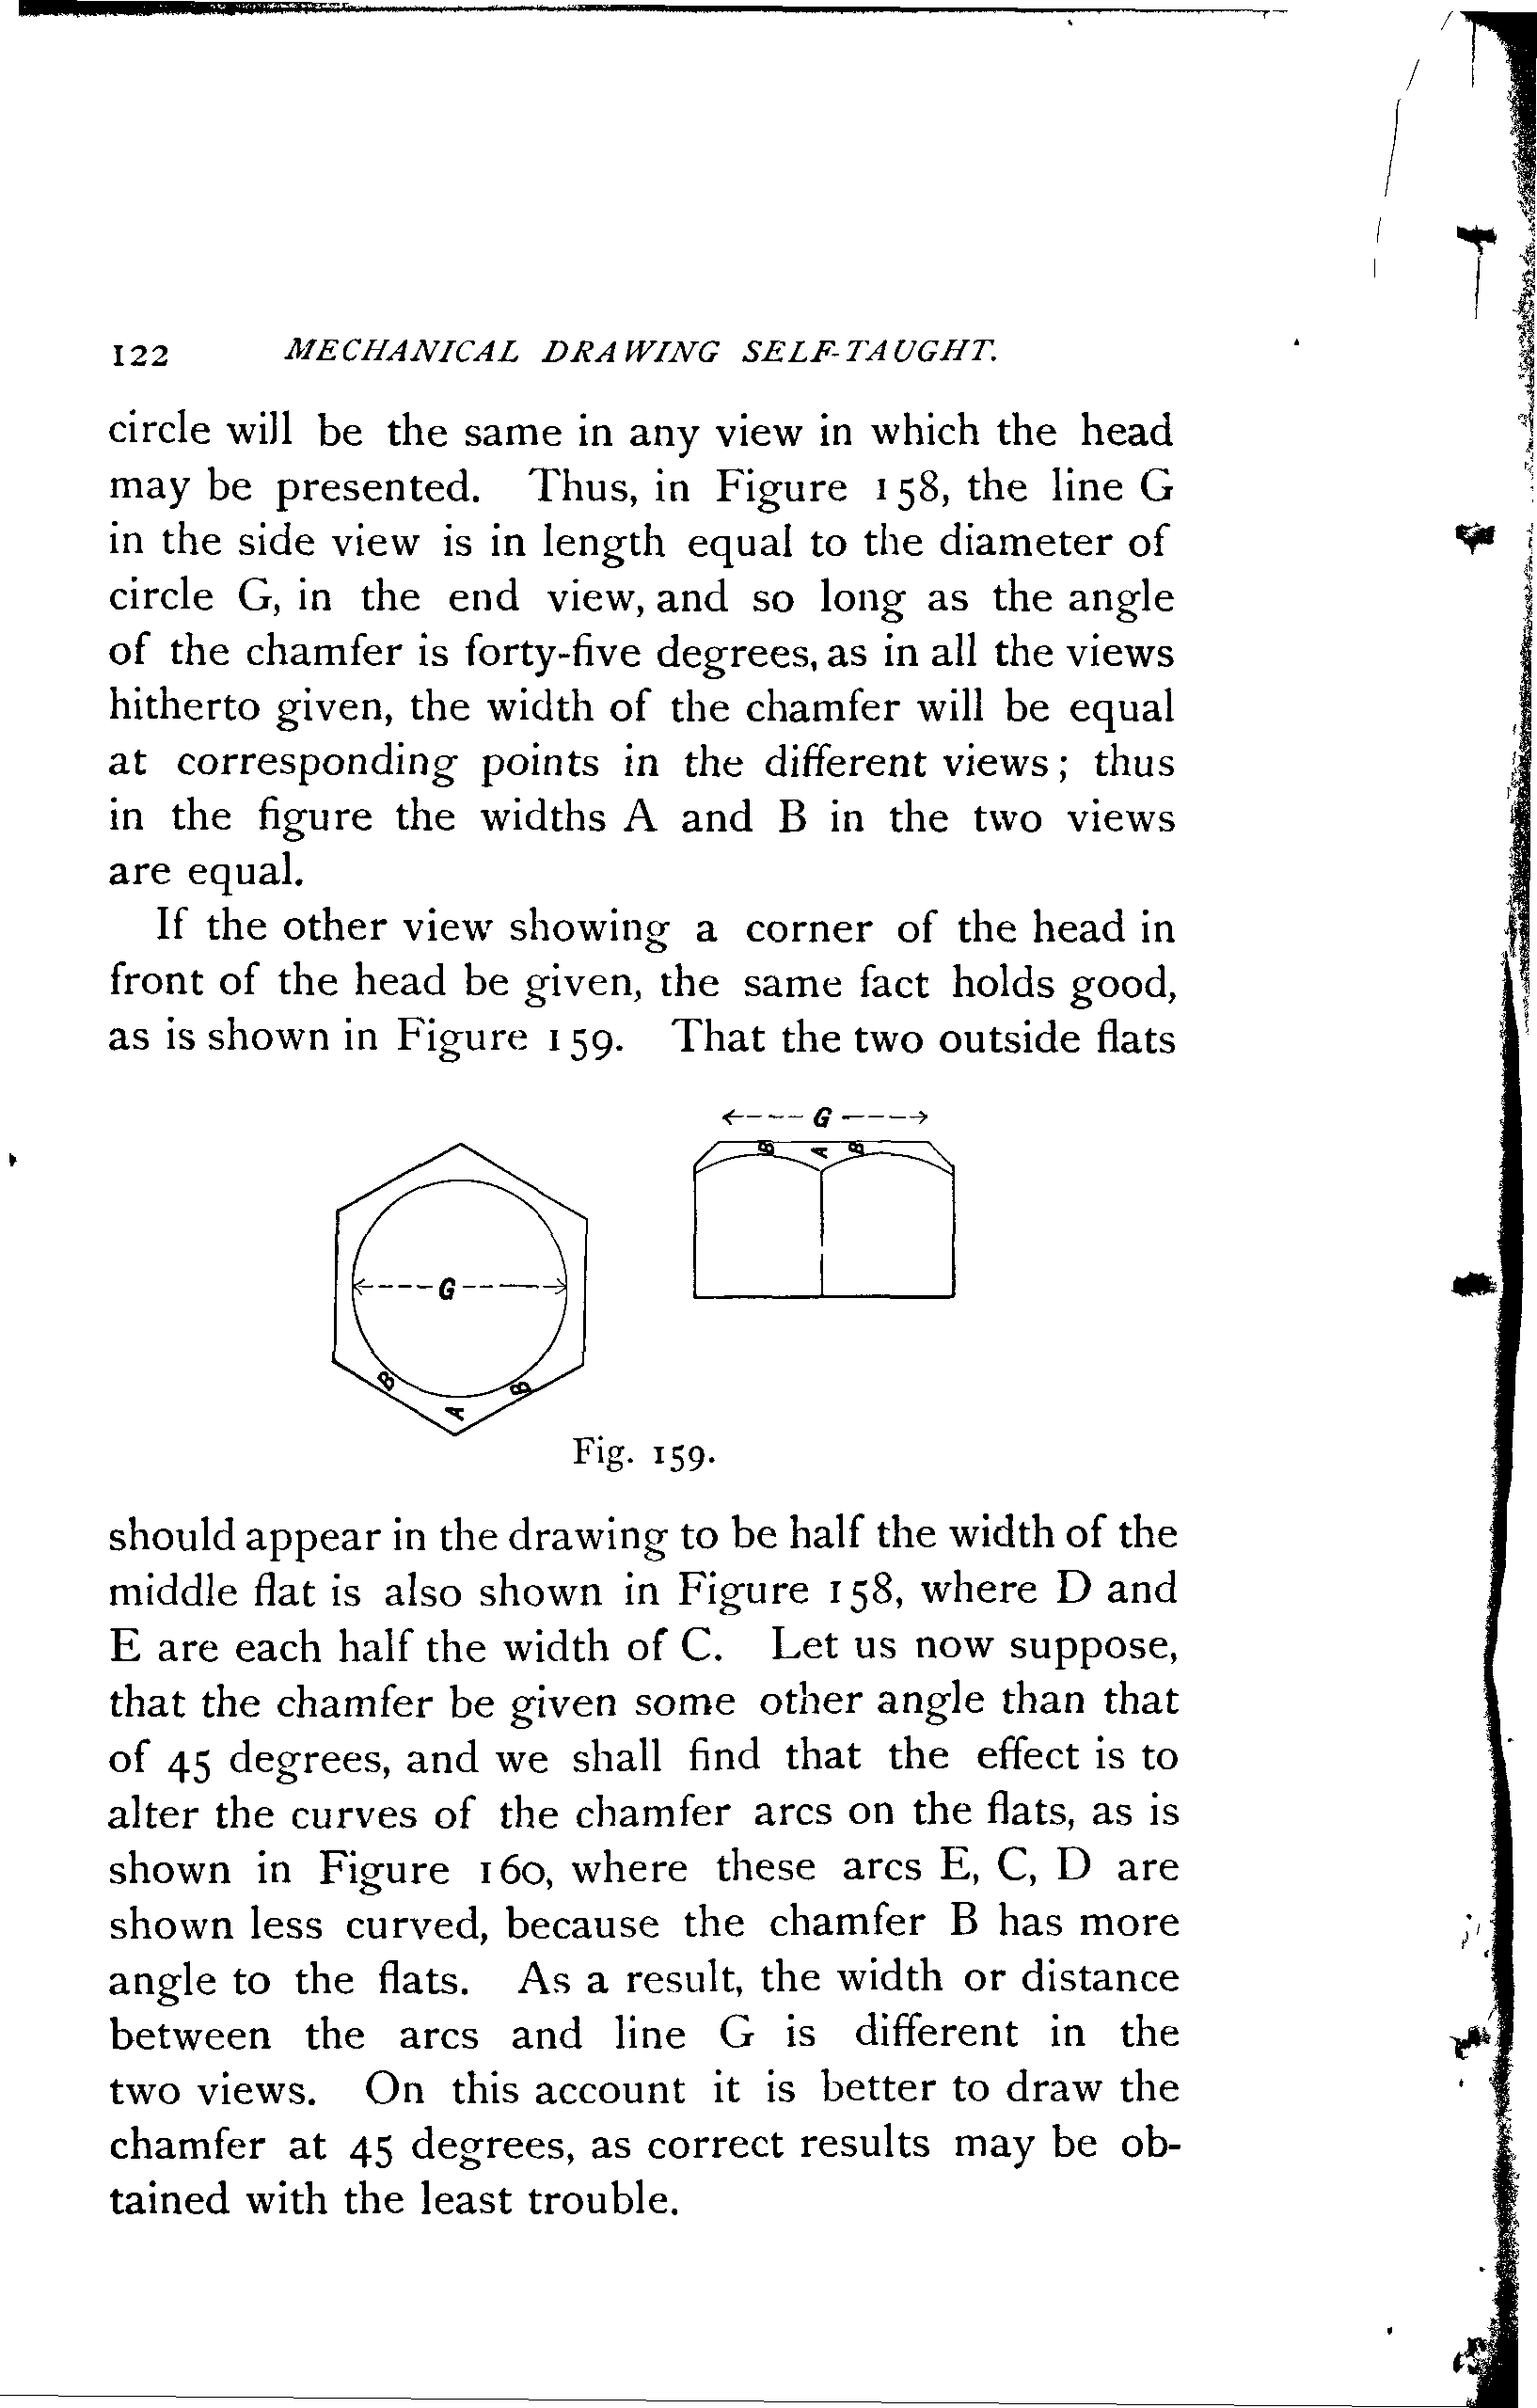 122 MECHANICAL DRAWING SELF-TAUGHT.
circle will be the same in any view in which the head
may be presented. Thus, in Figure 158, the line G
in the side view is in length equal to the diameter of
circle G, in the end view, and so long as the angle
of the chamfer is forty-five degrees, as in all the views
hitherto given, the width of the chamfer will be equal
at corresponding points in the different views; thus
in the figure the widths A and B in the two views
are equal.
If the other view showing a corner of the head in
front of the head be given, the same fact holds good,
as is shown in Figure 159. That the two outside flats
G
B A B
G
B B
A
Fig. 159.
should appear in the drawing to be half the width of the
middle flat is also shown in Figure 158, where D and
E are each half the width of C. Let us now suppose,
that the chamfer be given some other angle than that
of 45 degrees, and we shall find that the effect is to
alter the curves of the chamfer arcs on the flats, as is
shown in Figure 160, where these arcs E, C, D are
shown less curved, because the chamfer B has more
angle to the flats. As a result, the width or distance
between the arcs and line G is different in the
two views. On this account it is better to draw the
chamfer at 45 degrees, as correct results may be ob-
tained with the least trouble.